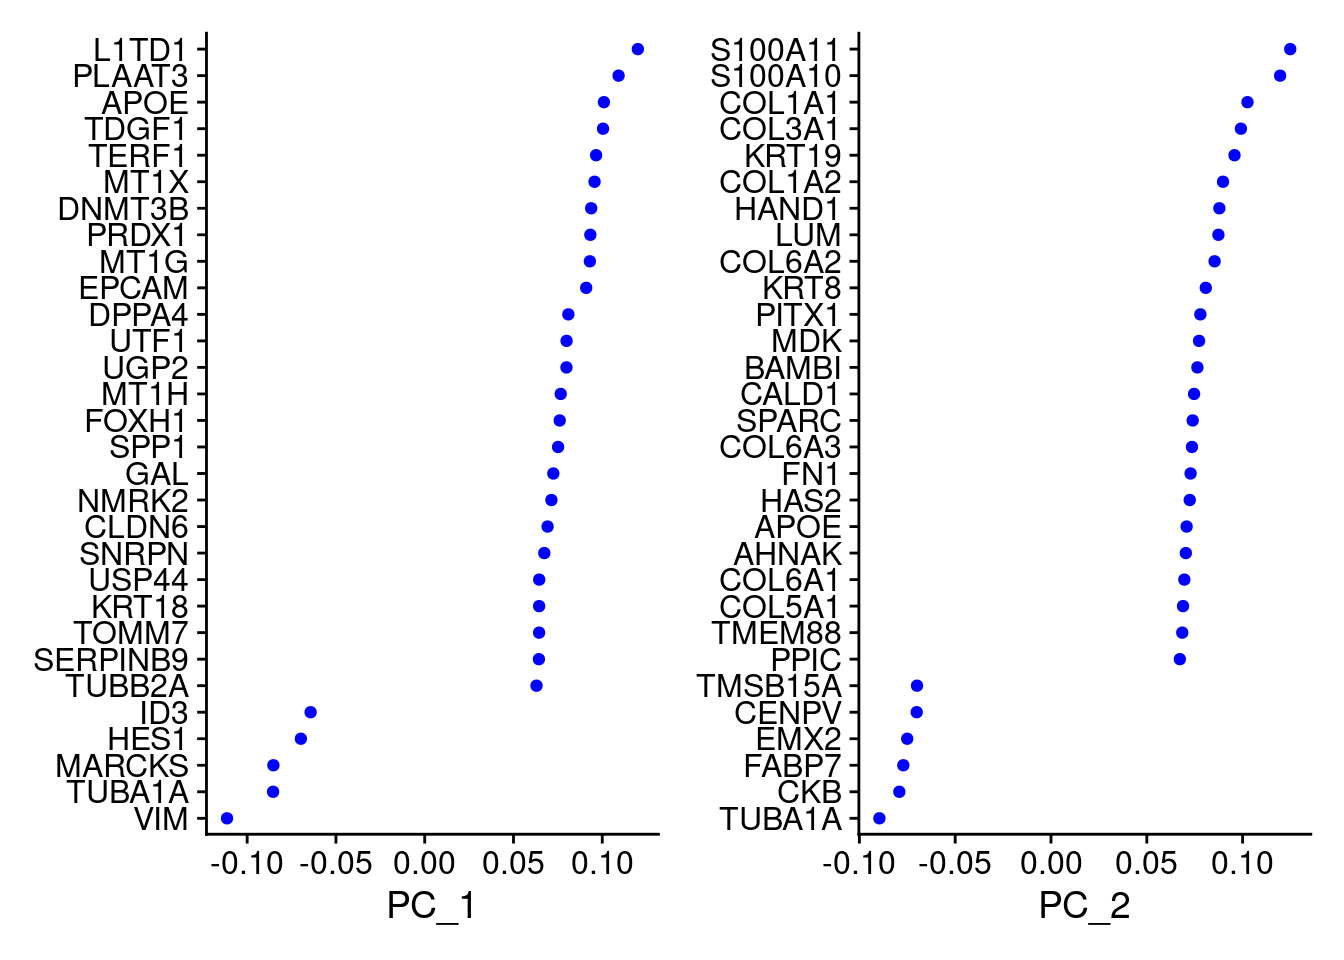 L1TD1
PLAAT3
APOE
TDGF1
TERF1
MT1X
DNMT3B
PRDX1
MT1G
EPCAM
DPPA4
UTF1
UGP2
MT1H
FOXH1
SPP1
GAL
NMRK2
CLDN6
SNRPN
USP44
KRT18
TOMM7
SERPINB9
TUBB2A
ID3
HES1
MARCKS
TUBA1A
VIM
-0.10 -0.05 0.00 0.05 0.10
PC_1
S100A11
S100A10
COL1A1
COL3A1
KRT19
COL1A2
HAND1
LUM
COL6A2
KRT8
PITX1
MDK
BAMBI
CALD1
SPARC
COL6A3
FN1
HAS2
APOE
AHNAK
COL6A1
COL5A1
TMEM88
PPIC
TMSB15A
CENPV
EMX2
FABP7
CKB
TUBA1A
-0.10 -0.05 0.00 0.05 0.10
PC_2